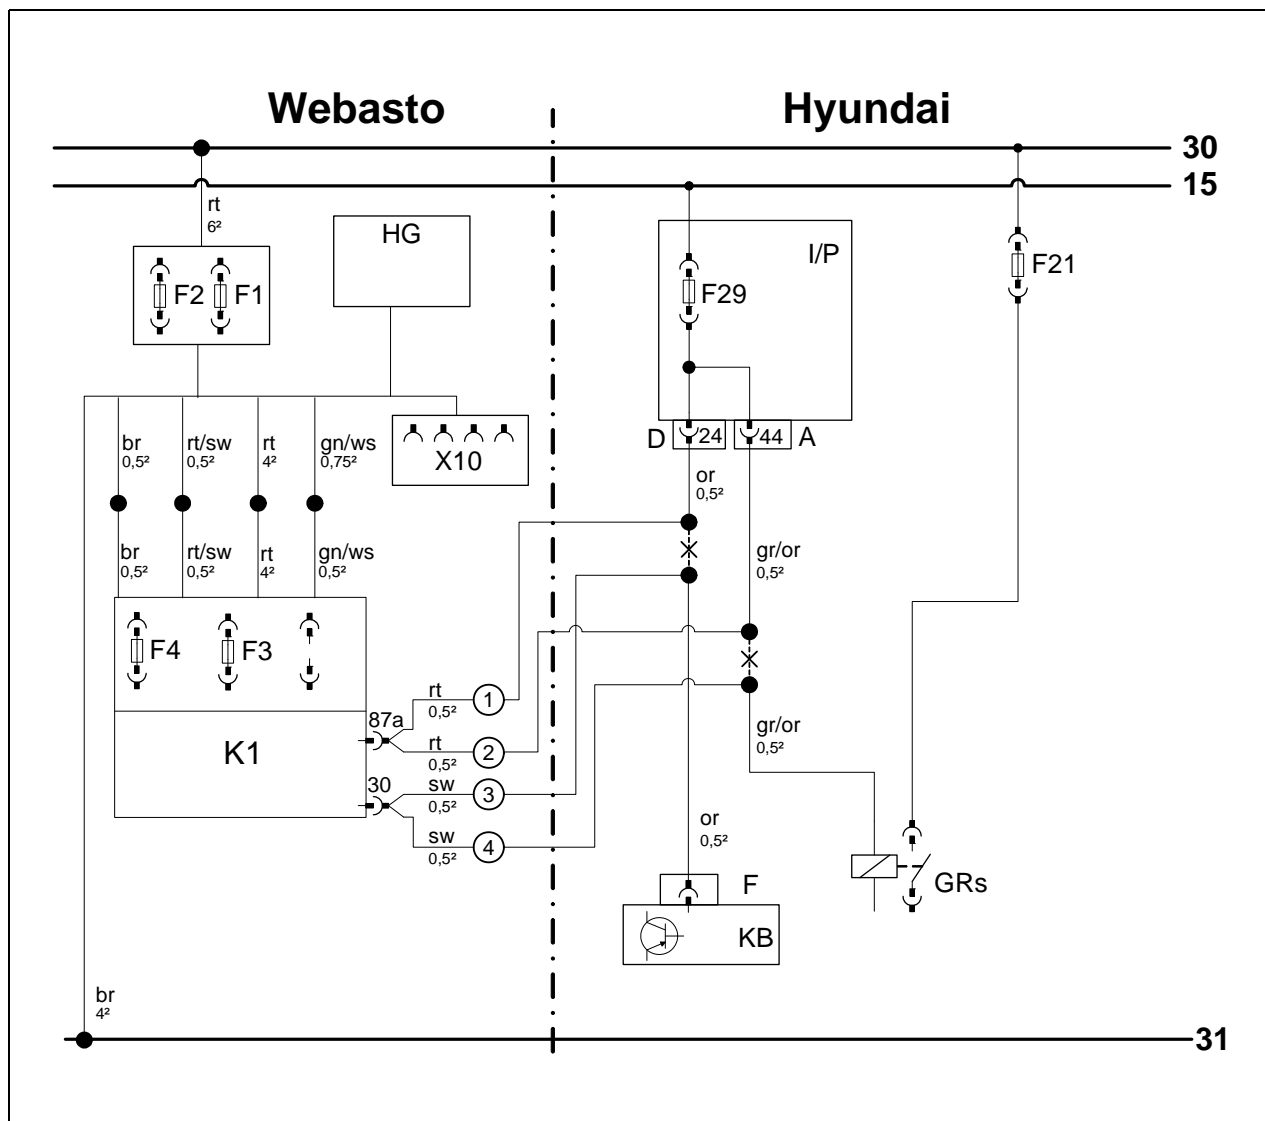 Webasto
Hyundai
30
15
rt
6²
HG
I/P
F2
F1
F29
F21
br
0,5²
rt/sw
0,5²
rt
4²
gn/ws
0,75²
X10
D
24
44
A
or
0,5²
br
0,5²
rt/sw
0,5²
rt
4²
gn/ws
0,5²
gr/or
0,5²
F4
F3
rt
0,5²
1
87a
K1
rt
0,5²
2
gr/or
0,5²
30
sw
0,5²
3
sw
0,5²
4
or
0,5²
F
GRs
KB
br
4²
31